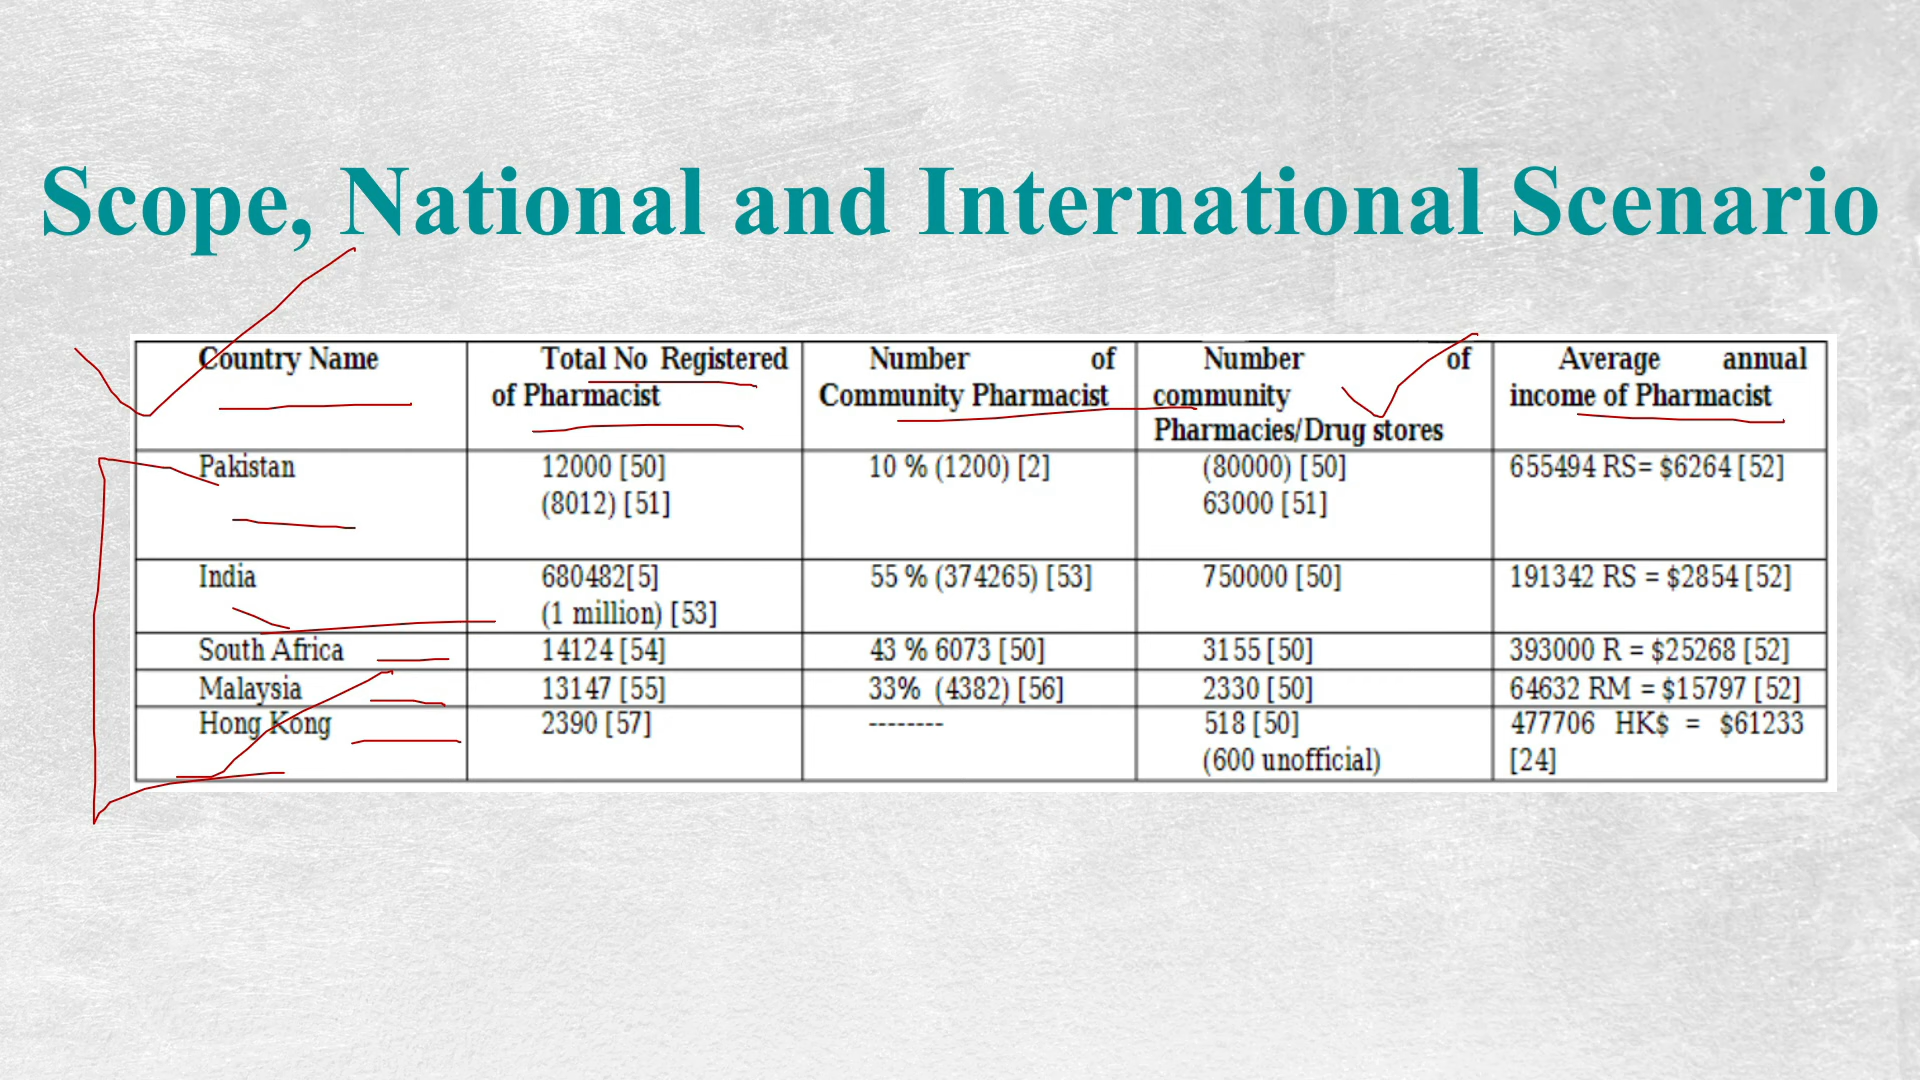 Scope, National and International Scenario
Country Name
Total No Registered
of Pharmacist
Number of
Community Pharmacist
Number of
community
Pharmacies/Drug stores
Average annual
income of Pharmacist
Pakistan
12000 [50]
(8012) [51]
10 % (1200) [2]
(80000) [50]
63000 [51]
655494 RS= $6264 [52]
India
680482[5]
(1 million) [53]
55 % (374265) [53]
750000 [50]
191342 RS = $2854 [52]
South Africa
14124 [54]
43 % 6073 [50]
3155 [50]
393000 R = $25268 [52]
Malaysia
13147 [55]
33% (4382) [56]
2330 [50]
64632 RM = $15797 [52]
Hong Kong
2390 [57]
--------
518 [50]
(600 unofficial)
477706 HK$ = $61233
[24]